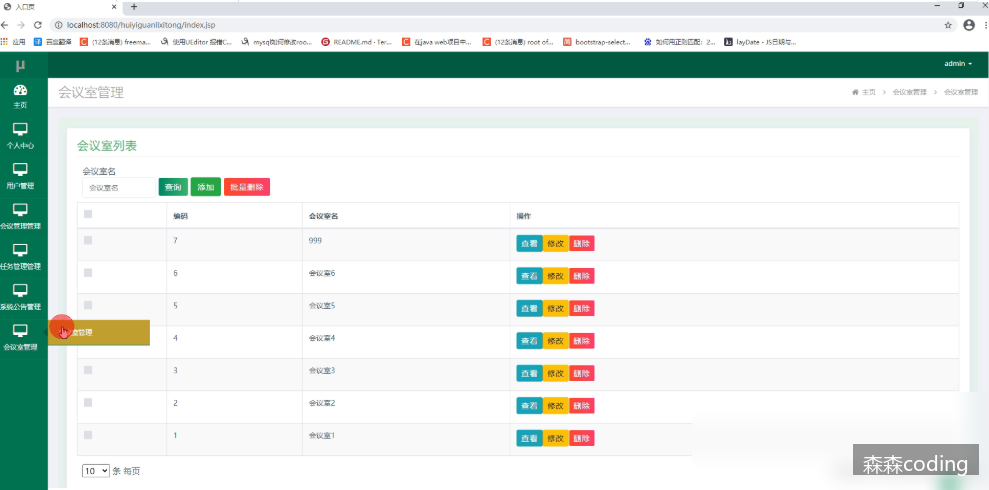 入口页
localhost:8080/huiyiguanlixitong/index.jsp
应用 百度翻译 (12条消息) freema... 使用UEditor 报错C... mysql如何修改roo... README.md · Ter... 在java web项目中... (12条消息) root of... bootstrap-select... 如何用正则匹配：2... layDate - JS日期与...
μ admin
会议室管理 主页 > 会议室管理 > 会议室管理
主页
个人中心
用户管理
会议管理管理
任务管理管理
系统公告管理
会议室管理
室管理
会议室列表
会议室名
会议室名 查询 添加 批量删除
编码 会议室名 操作
7 999 查看 修改 删除
6 会议室6 查看 修改 删除
5 会议室5 查看 修改 删除
4 会议室4 查看 修改 删除
3 会议室3 查看 修改 删除
2 会议室2 查看 修改 删除
1 会议室1 查看 修改 删除
10 条 每页
森森coding